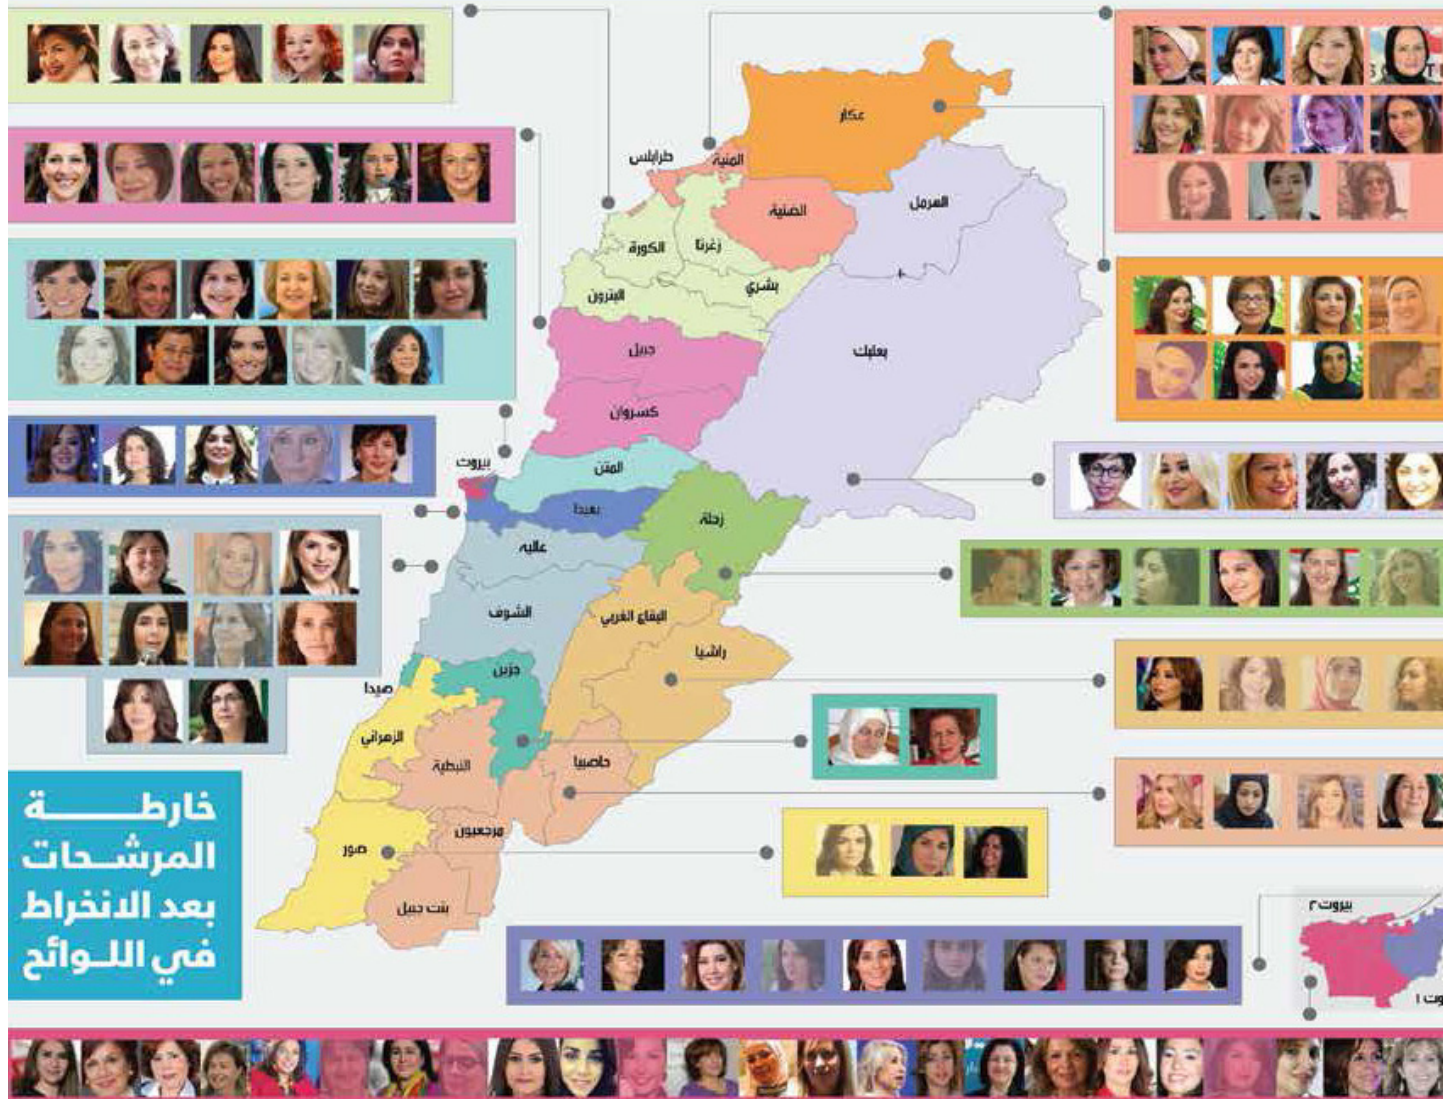 عكار
طرابلس
المنية
الضنية
الهرمل
زغرتا
الكورة
بشري
البترون
بعلبك
جبيل
كسروان
المتن
بيروت
بعبدا
زحلة
عاليه
الشوف
البقاع الغربي
راشيا
جزين
صيدا
الزهراني
النبطية
حاصبيا
مرجعيون
صور
بنت جبيل
خارطة
المرشحات
بعد الانخراط
في اللوائح
بيروت ٢
وت ١